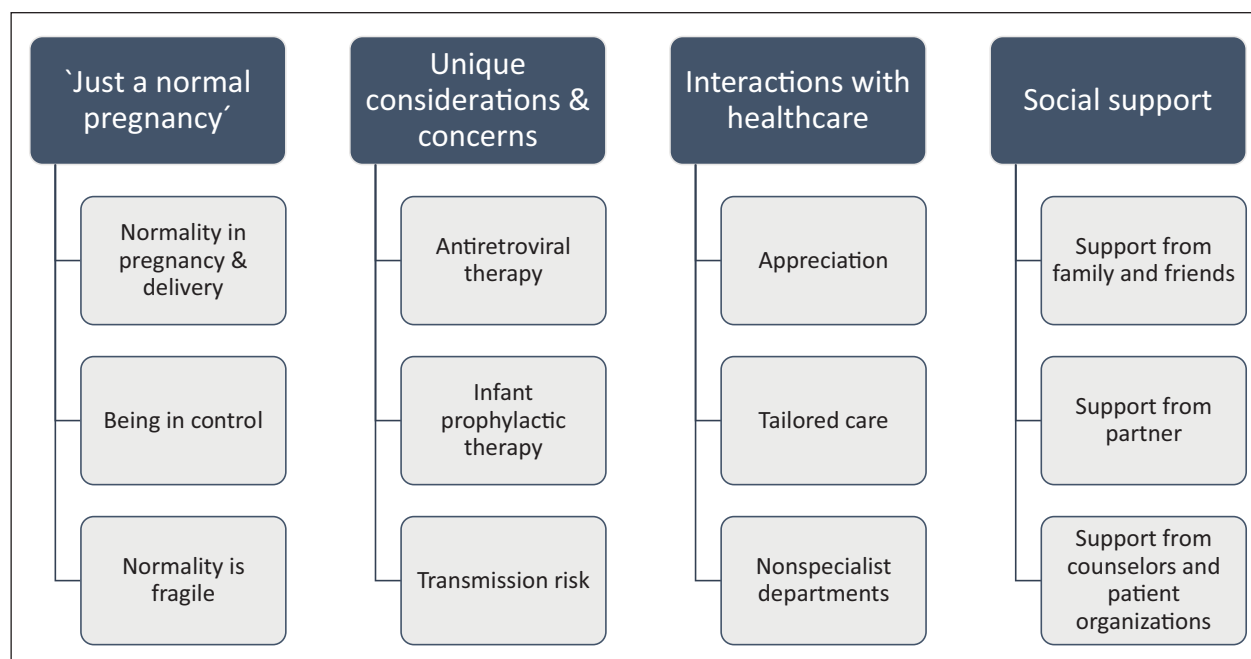 `Just a normal
pregnancy´
Normality in
pregnancy &
delivery
Being in control
Normality is
fragile
Unique
considerations &
concerns
Antiretroviral
therapy
Infant
prophylactic
therapy
Transmission risk
Interactions with
healthcare
Appreciation
Tailored care
Nonspecialist
departments
Social support
Support from
family and friends
Support from
partner
Support from
counselors and
patient
organizations